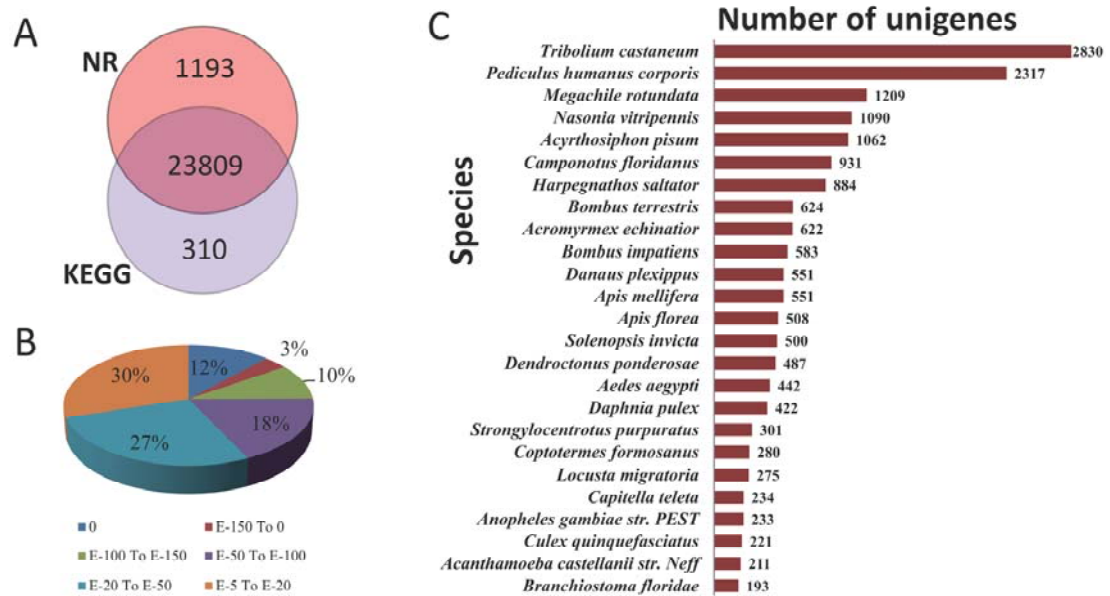 A
NR
1193
23809
310
KEGG
B
12%
3%
10%
18%
27%
30%
0
E-150 To 0
E-100 To E-150
E-50 To E-100
E-20 To E-50
E-5 To E-20
C
Number of unigenes
Species
Tribolium castaneum 2830
Pediculus humanus corporis 2317
Megachile rotundata 1209
Nasonia vitripennis 1090
Acyrthosiphon pisum 1062
Camponotus floridanus 931
Harpegnathos saltator 884
Bombus terrestris 624
Acromyrmex echinatior 622
Bombus impatiens 583
Danaus plexippus 551
Apis mellifera 551
Apis florea 508
Solenopsis invicta 500
Dendroctonus ponderosae 487
Aedes aegypti 442
Daphnia pulex 422
Strongylocentrotus purpuratus 301
Coptotermes formosanus 280
Locusta migratoria 275
Capitella teleta 234
Anopheles gambiae str. PEST 233
Culex quinquefasciatus 221
Acanthamoeba castellanii str. Neff 211
Branchiostoma floridae 193